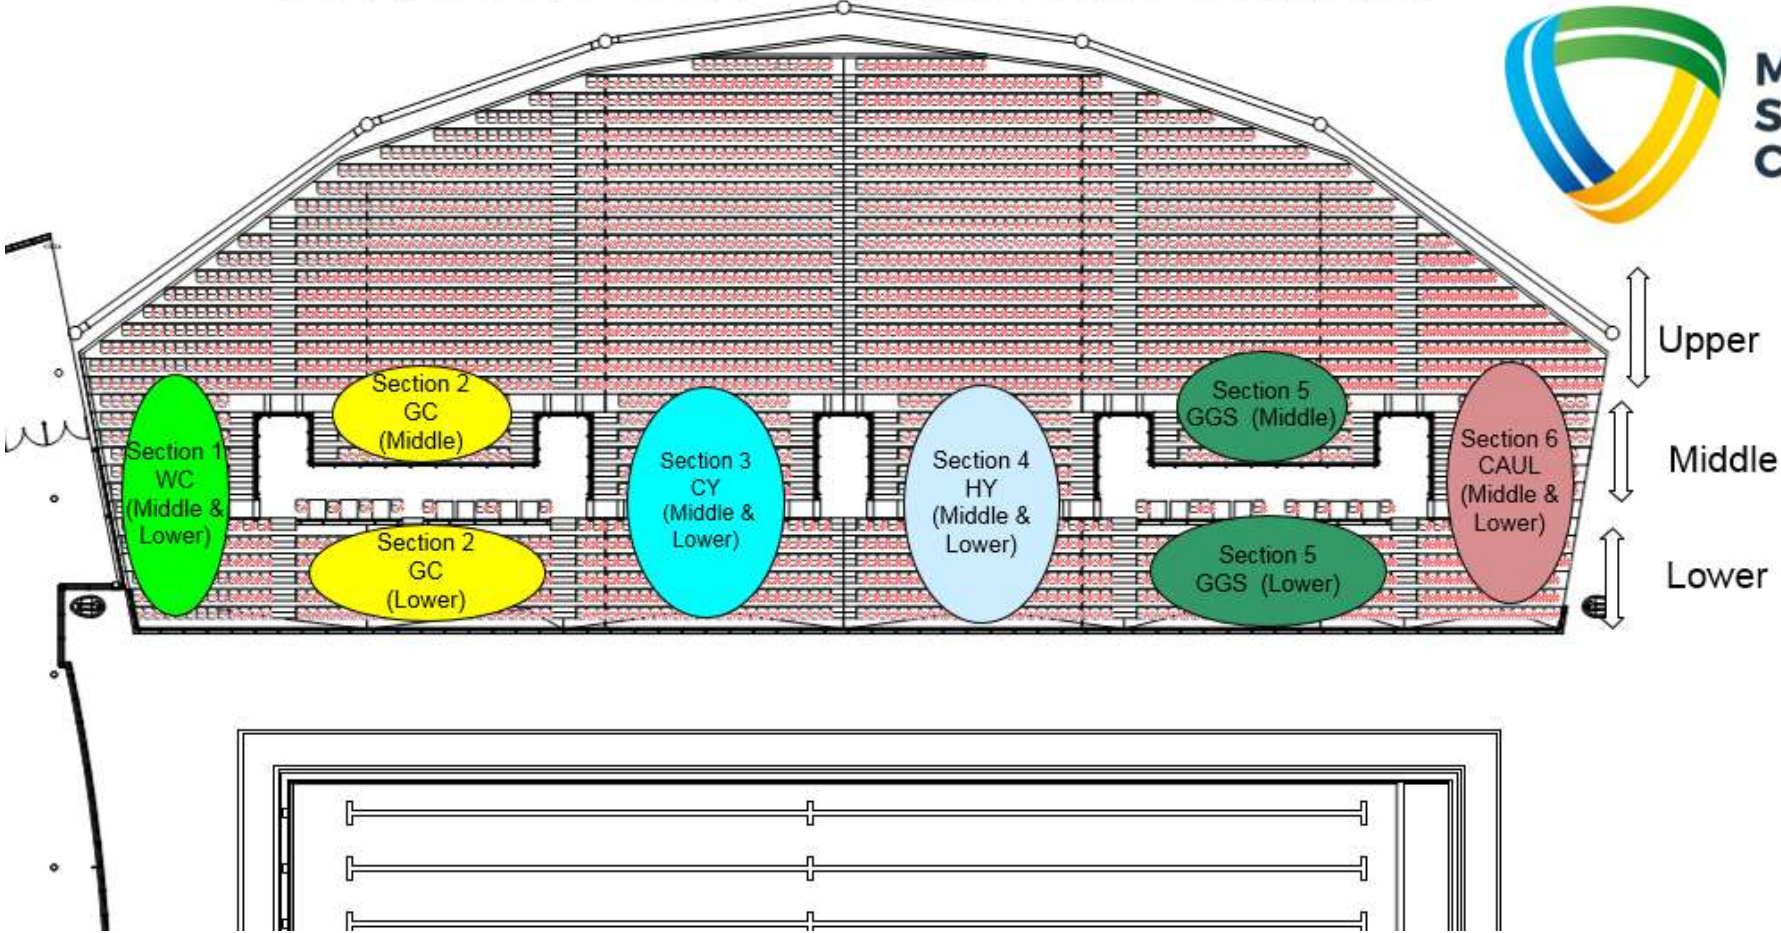 M
S
C
Upper
Section 2
GC
(Middle)
Section 5
GGS (Middle)
Section 1
WC
(Middle &
Lower)
Section 3
CY
(Middle &
Lower)
Section 4
HY
(Middle &
Lower)
Section 6
CAUL
(Middle &
Lower)
Middle
Section 2
GC
(Lower)
Section 5
GGS (Lower)
Lower